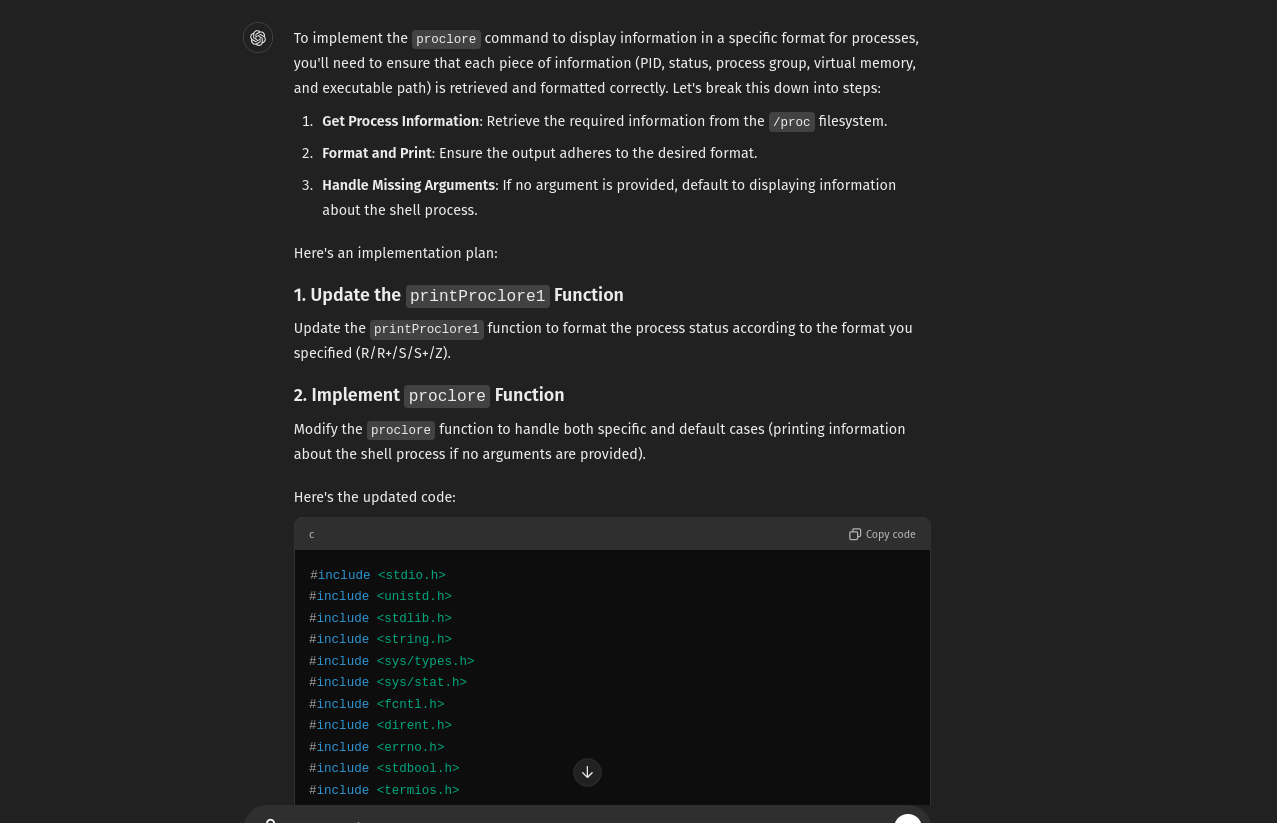 To implement the proclore command to display information in a specific format for processes,
you'll need to ensure that each piece of information (PID, status, process group, virtual memory,
and executable path) is retrieved and formatted correctly. Let's break this down into steps:
1. Get Process Information: Retrieve the required information from the /proc filesystem.
2. Format and Print: Ensure the output adheres to the desired format.
3. Handle Missing Arguments: If no argument is provided, default to displaying information
about the shell process.
Here's an implementation plan:
1. Update the printProclore1 Function
Update the printProclore1 function to format the process status according to the format you
specified (R/R+/S/S+/Z).
2. Implement proclore Function
Modify the proclore function to handle both specific and default cases (printing information
about the shell process if no arguments are provided).
Here's the updated code:
c Copy code
#include <stdio.h>
#include <unistd.h>
#include <stdlib.h>
#include <string.h>
#include <sys/types.h>
#include <sys/stat.h>
#include <fcntl.h>
#include <dirent.h>
#include <errno.h>
#include <stdbool.h>
#include <termios.h>